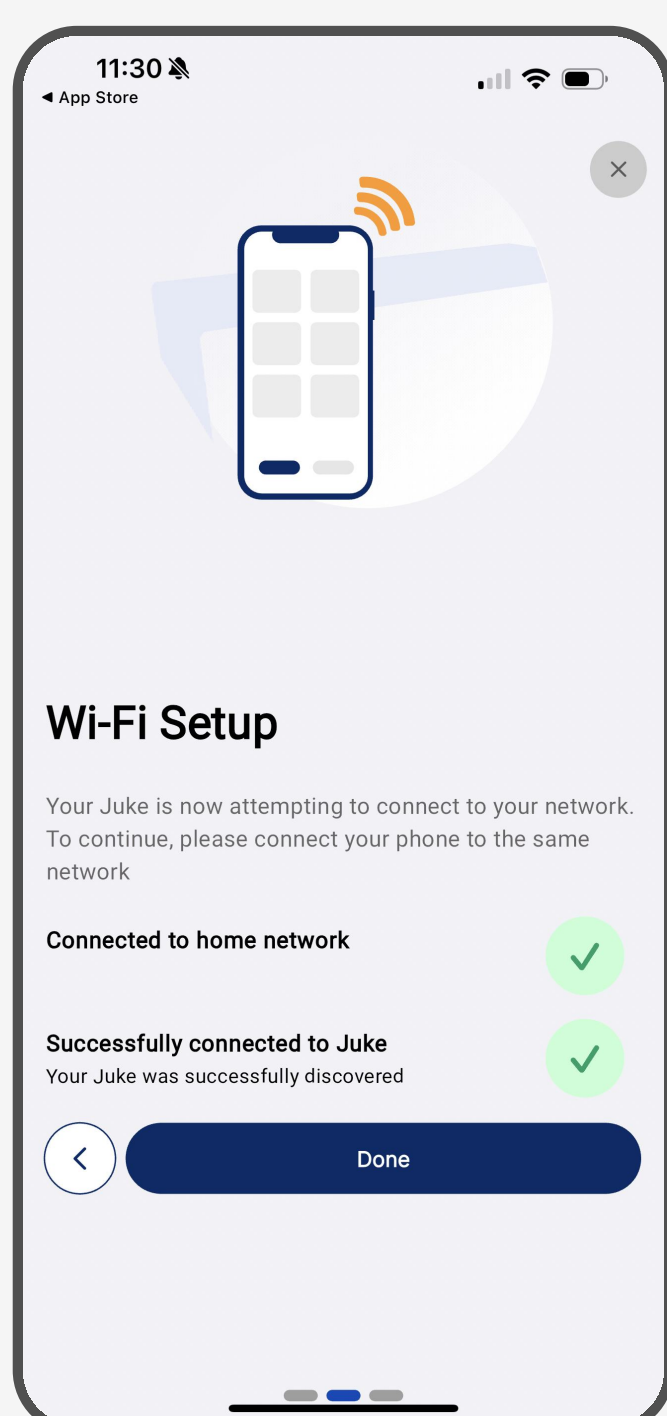 11:30
◀ App Store
Wi-Fi Setup
Your Juke is now attempting to connect to your network.
To continue, please connect your phone to the same
network
Connected to home network
Successfully connected to Juke
Your Juke was successfully discovered
Done